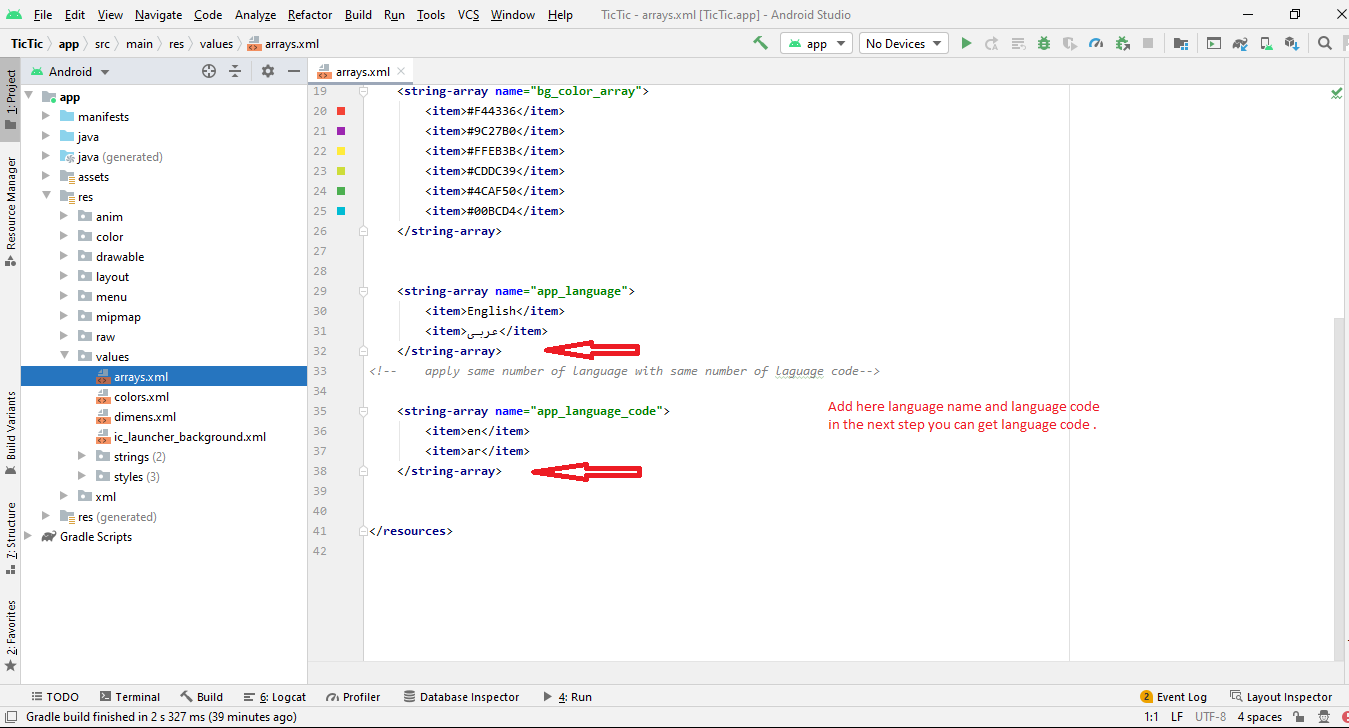 File Edit View Navigate Code Analyze Refactor Build Run Tools VCS Window Help TicTic - arrays.xml [TicTic.app] - Android Studio
TicTic app src main res values arrays.xml app No Devices
1: Project
Resource Manager
Build Variants
7: Structure
2: Favorites
Android
app
manifests
java
java (generated)
assets
res
anim
color
drawable
layout
menu
mipmap
raw
values
arrays.xml
colors.xml
dimens.xml
ic_launcher_background.xml
strings (2)
styles (3)
xml
res (generated)
Gradle Scripts
arrays.xml
19 <string-array name="bg_color_array">
20 <item>#F44336</item>
21 <item>#9C27B0</item>
22 <item>#FFEB3B</item>
23 <item>#CDDC39</item>
24 <item>#4CAF50</item>
25 <item>#00BCD4</item>
26 </string-array>
27
28
29 <string-array name="app_language">
30 <item>English</item>
31 <item>عربى</item>
32 </string-array>
33 <!-- apply same number of language with same number of laguage code-->
34
35 <string-array name="app_language_code">
36 <item>en</item>
37 <item>ar</item>
38 </string-array>
39
40
41 </resources>
42
Add here language name and language code
in the next step you can get language code .
TODO Terminal Build 6: Logcat Profiler Database Inspector 4: Run 2 Event Log Layout Inspector
Gradle build finished in 2 s 327 ms (39 minutes ago) 1:1 LF UTF-8 4 spaces